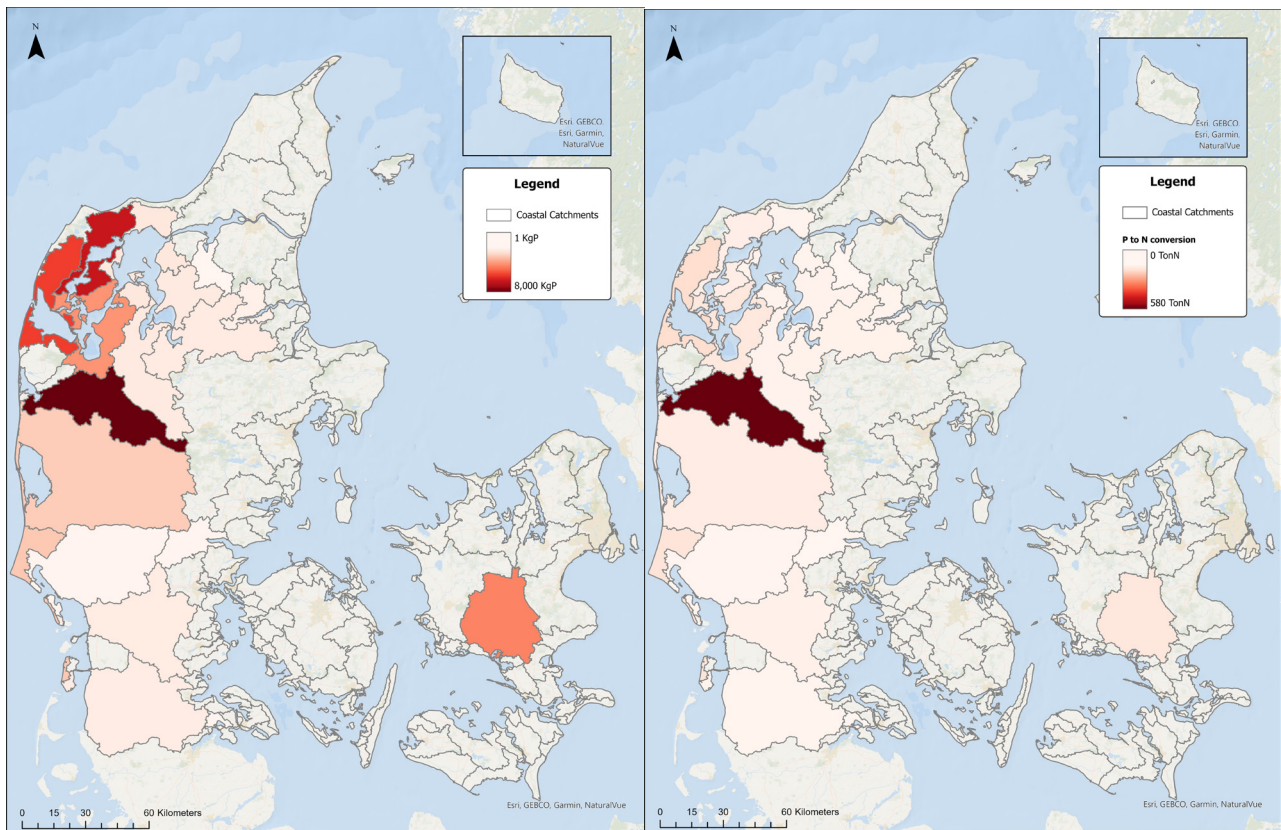 N
Esri, GEBCO,
Esri, Garmin,
NaturalVue
Legend
Coastal Catchments
1 KgP
8,000 KgP
Esri, GEBCO, Garmin, NaturalVue
0 15 30 60 Kilometers
N
Esri, GEBCO,
Esri, Garmin,
NaturalVue
Legend
Coastal Catchments
P to N conversion
0 TonN
580 TonN
Esri, GEBCO, Garmin, NaturalVue
0 15 30 60 Kilometers